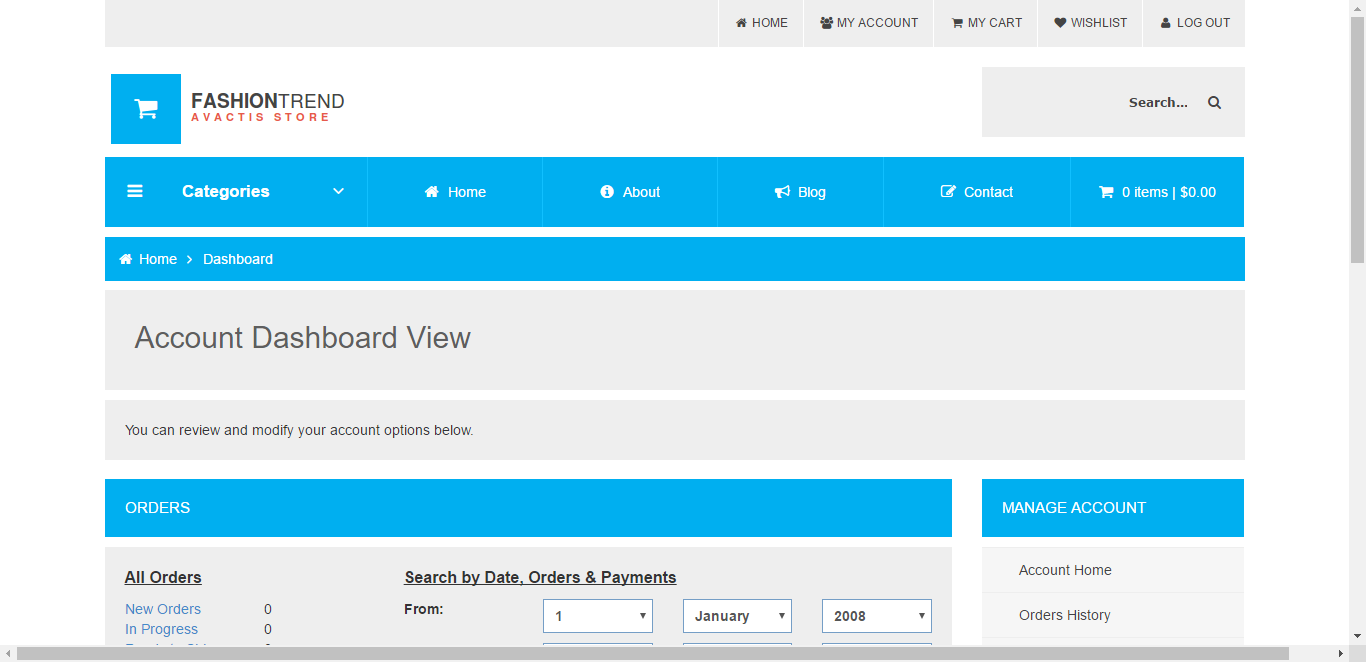 HOME MY ACCOUNT MY CART WISHLIST LOG OUT
FASHIONTREND
AVACTIS STORE
Search...
Categories Home About Blog Contact 0 items | $0.00
Home Dashboard
Account Dashboard View
You can review and modify your account options below.
ORDERS
MANAGE ACCOUNT
All Orders
Search by Date, Orders & Payments
New Orders 0
In Progress 0
From: 1 January 2008
Account Home
Orders History